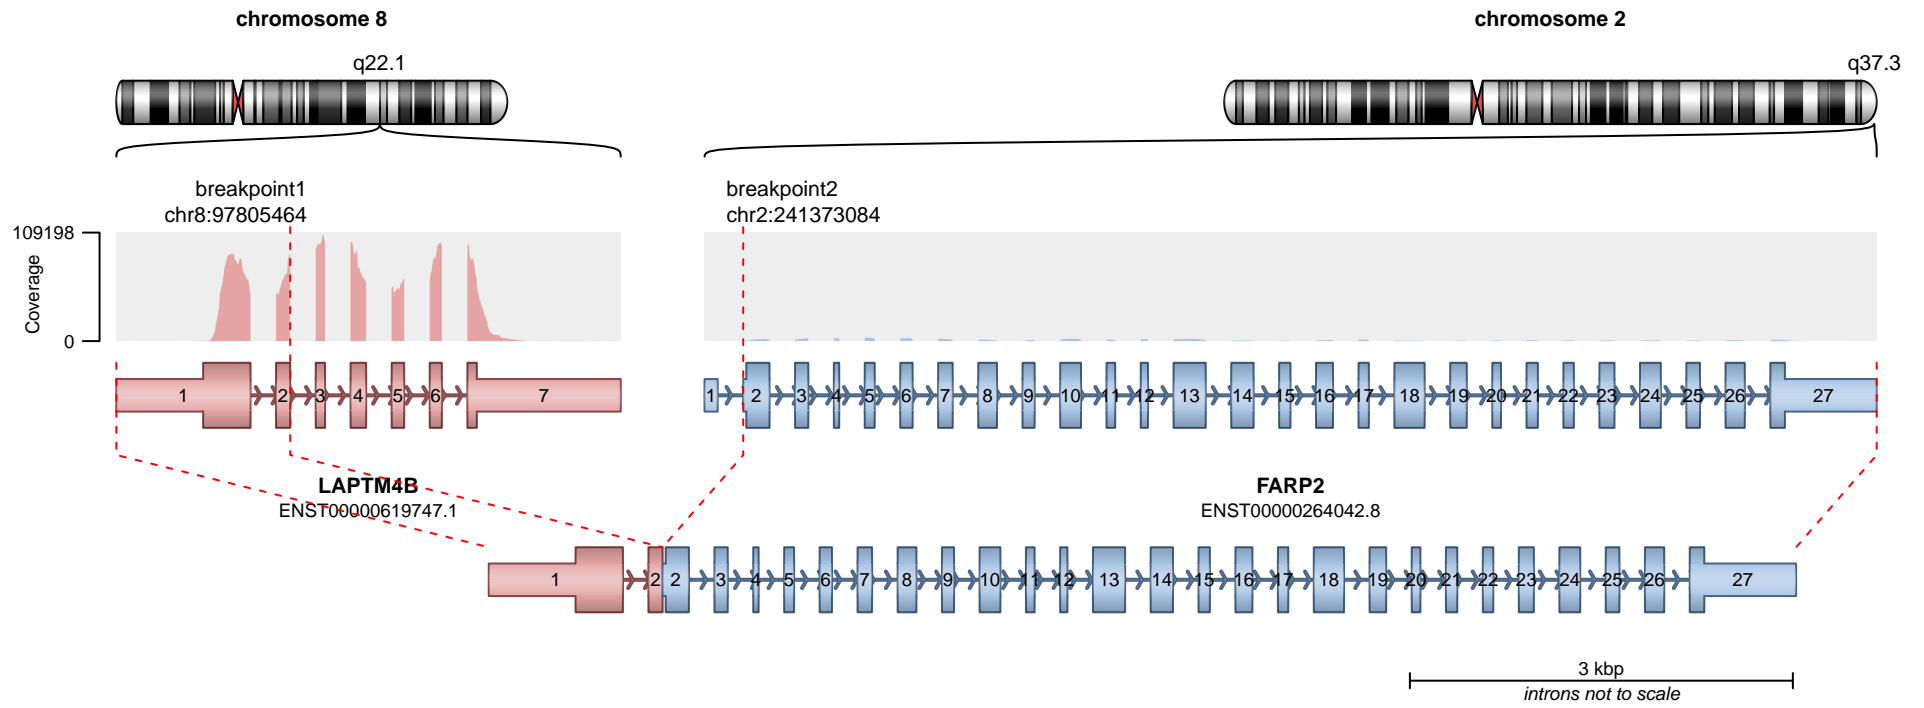 chromosome 8
chromosome 2
q22.1
q37.3
breakpoint1
chr8:97805464
breakpoint2
chr2:241373084
109198
Coverage
0
1 2 3 4 5 6 7
1 2 3 4 5 6 7 8 9 10 11 12 13 14 15 16 17 18 19 20 21 22 23 24 25 26 27
LAPTM4B
ENST00000619747.1
FARP2
ENST00000264042.8
1 2 2 3 4 5 6 7 8 9 10 11 12 13 14 15 16 17 18 19 20 21 22 23 24 25 26 27
3 kbp
introns not to scale